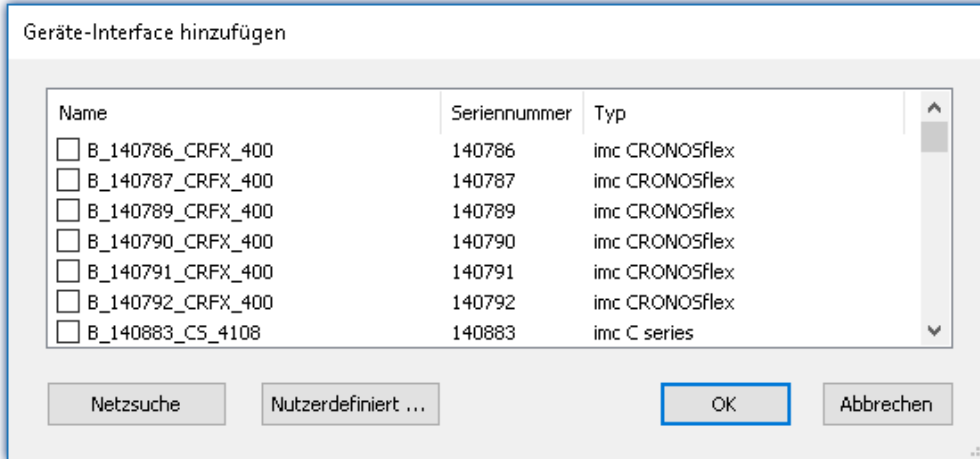 Geräte-Interface hinzufügen
Name Seriennummer Typ
B_140786_CRFX_400 140786 imc CRONOSflex
B_140787_CRFX_400 140787 imc CRONOSflex
B_140789_CRFX_400 140789 imc CRONOSflex
B_140790_CRFX_400 140790 imc CRONOSflex
B_140791_CRFX_400 140791 imc CRONOSflex
B_140792_CRFX_400 140792 imc CRONOSflex
B_140883_CS_4108 140883 imc C series
Netzsuche Nutzerdefiniert ... OK Abbrechen